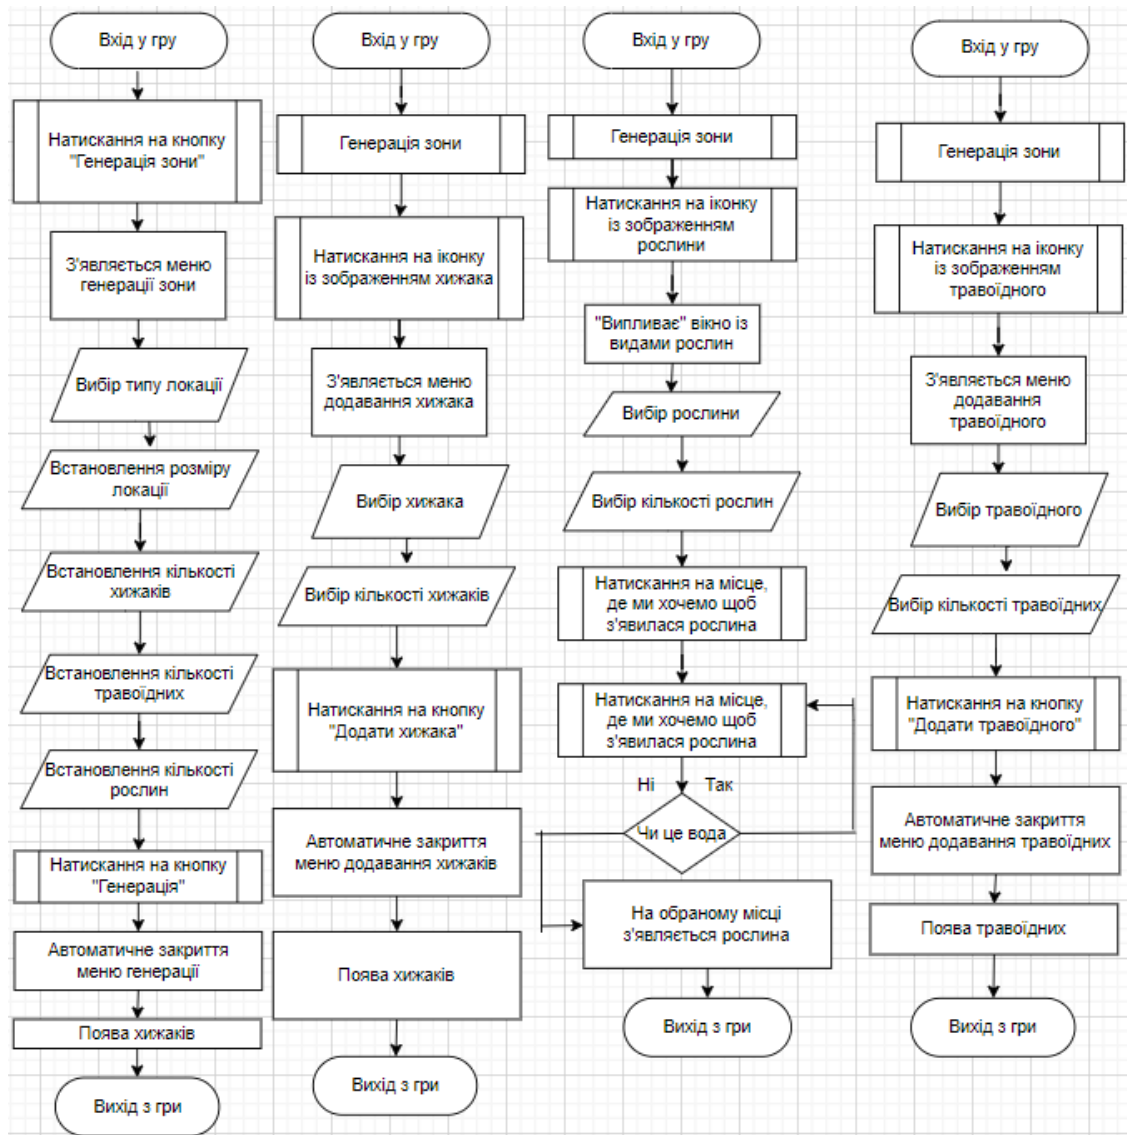 Вхід у гру
Натискання на кнопку
"Генерація зони"
З'являється меню
генерації зони
Вибір типу локації
Встановлення розміру
локації
Встановлення кількості
хижаків
Встановлення кількості
травоїдних
Встановлення кількості
рослин
Натискання на кнопку
"Генерація"
Автоматичне закриття
меню генерації
Поява хижаків
Вихід з гри
Вхід у гру
Генерація зони
Натискання на іконку
із зображенням хижака
З'являється меню
додавання хижака
Вибір хижака
Вибір кількості хижаків
Натискання на кнопку
"Додати хижака"
Автоматичне закриття
меню додавання хижаків
Поява хижаків
Вихід з гри
Вхід у гру
Генерація зони
Натискання на іконку
із зображенням
рослини
"Випливає" вікно із
видами рослин
Вибір рослини
Вибір кількості рослин
Натискання на місце,
де ми хочемо щоб
з'явилася рослина
Натискання на місце,
де ми хочемо щоб
з'явилася рослина
Ні Так
Чи це вода
На обраному місці
з'являється рослина
Вихід з гри
Вхід у гру
Генерація зони
Натискання на іконку
із зображенням
травоїдного
З'являється меню
додавання
травоїдного
Вибір травоїдного
Вибір кількості травоїдних
Натискання на кнопку
"Додати травоїдного"
Автоматичне закриття
меню додавання травоїдних
Поява травоїдних
Вихід з гри